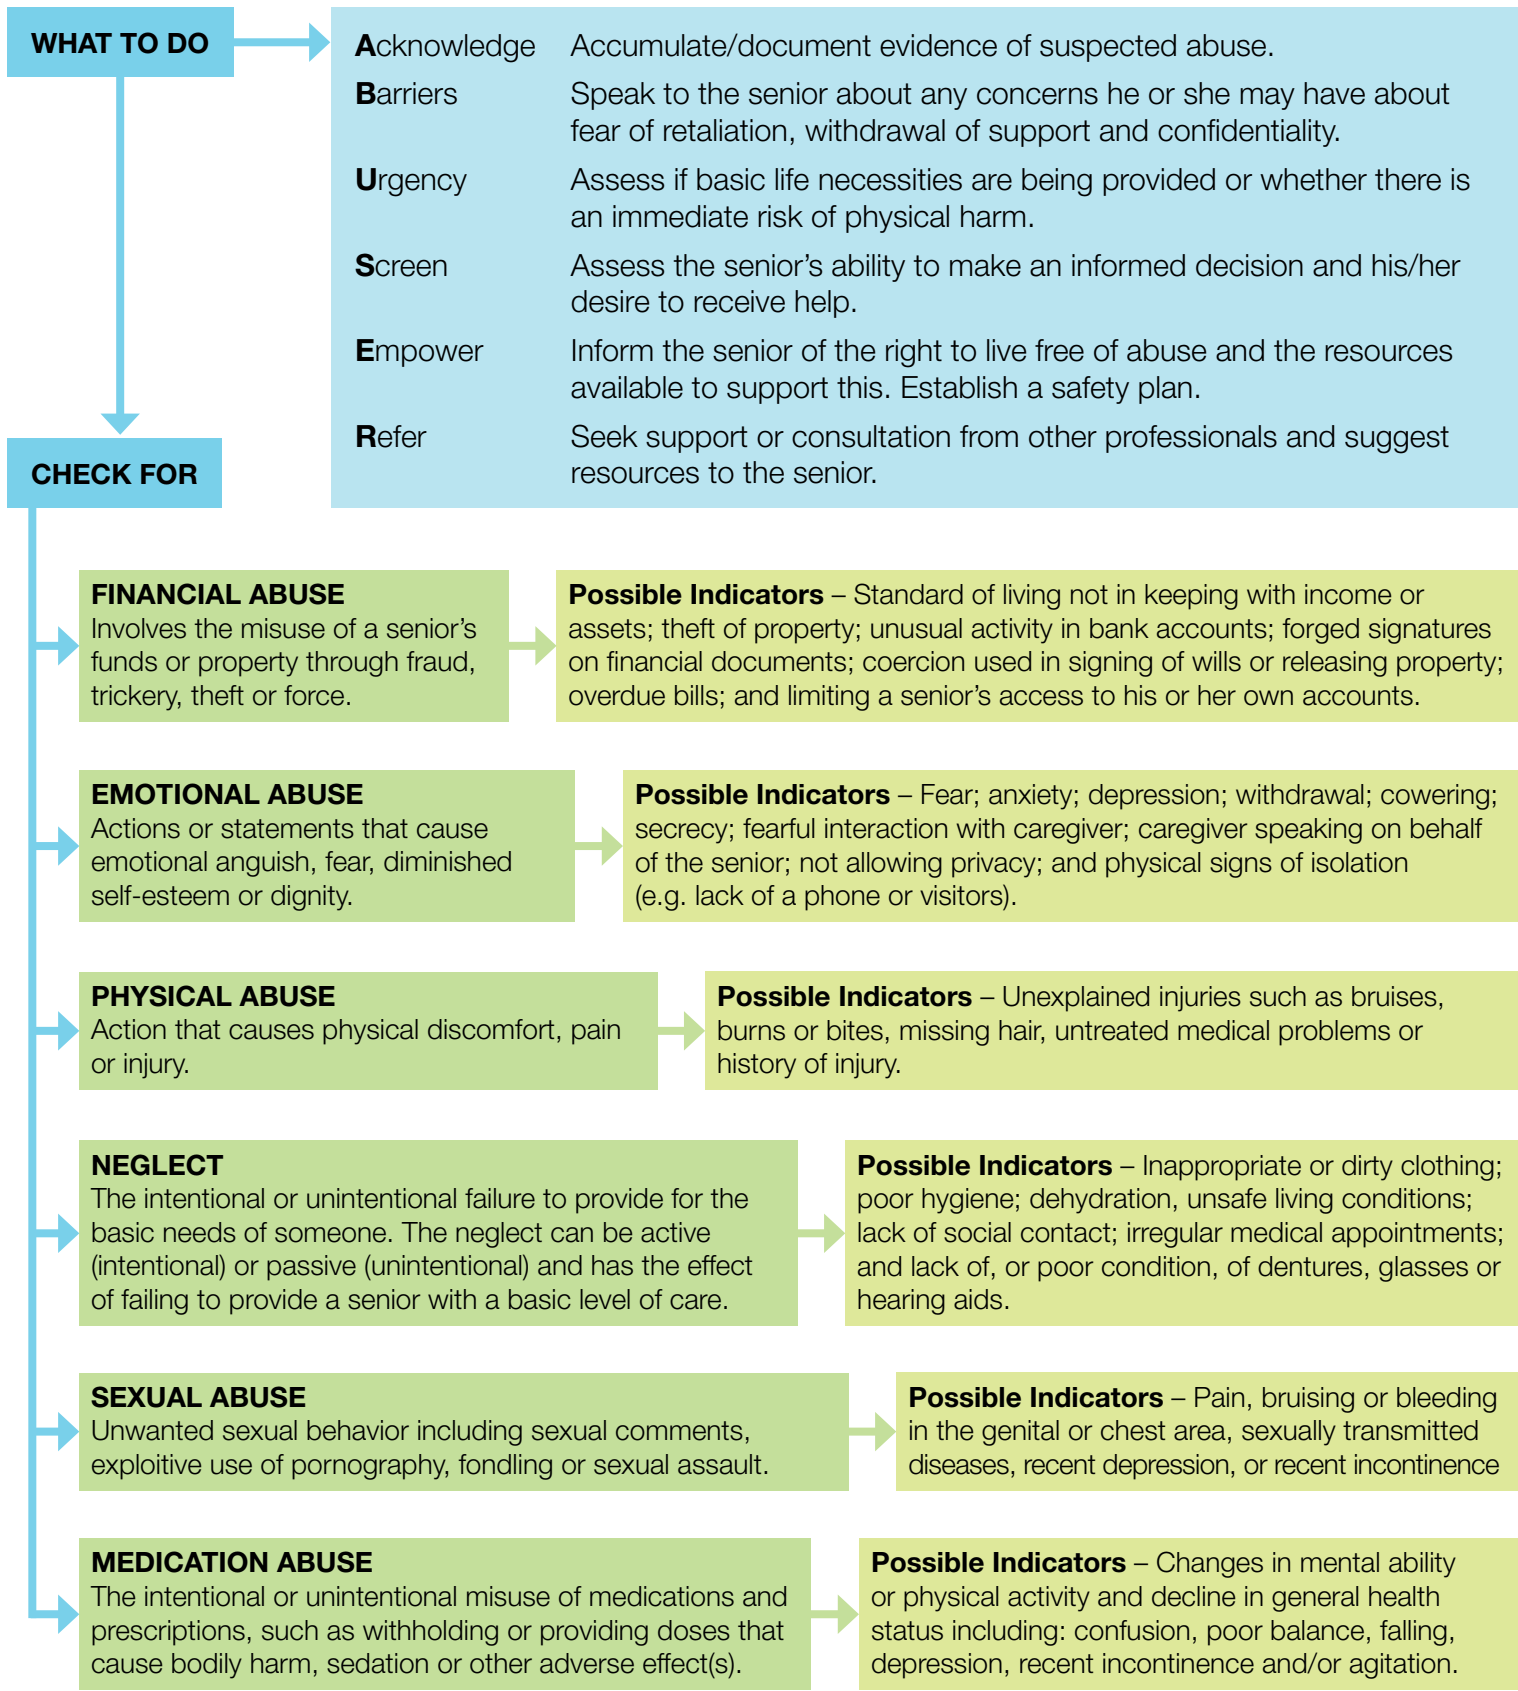 WHAT TO DO
Acknowledge Accumulate/document evidence of suspected abuse.
Barriers Speak to the senior about any concerns he or she may have about
fear of retaliation, withdrawal of support and confidentiality.
Urgency Assess if basic life necessities are being provided or whether there is
an immediate risk of physical harm.
Screen Assess the senior’s ability to make an informed decision and his/her
desire to receive help.
Empower Inform the senior of the right to live free of abuse and the resources
available to support this. Establish a safety plan.
Refer Seek support or consultation from other professionals and suggest
resources to the senior.
CHECK FOR
FINANCIAL ABUSE
Involves the misuse of a senior’s
funds or property through fraud,
trickery, theft or force.
Possible Indicators – Standard of living not in keeping with income or
assets; theft of property; unusual activity in bank accounts; forged signatures
on financial documents; coercion used in signing of wills or releasing property;
overdue bills; and limiting a senior’s access to his or her own accounts.
EMOTIONAL ABUSE
Actions or statements that cause
emotional anguish, fear, diminished
self-esteem or dignity.
Possible Indicators – Fear; anxiety; depression; withdrawal; cowering;
secrecy; fearful interaction with caregiver; caregiver speaking on behalf
of the senior; not allowing privacy; and physical signs of isolation
(e.g. lack of a phone or visitors).
PHYSICAL ABUSE
Action that causes physical discomfort, pain
or injury.
Possible Indicators – Unexplained injuries such as bruises,
burns or bites, missing hair, untreated medical problems or
history of injury.
NEGLECT
The intentional or unintentional failure to provide for the
basic needs of someone. The neglect can be active
(intentional) or passive (unintentional) and has the effect
of failing to provide a senior with a basic level of care.
Possible Indicators – Inappropriate or dirty clothing;
poor hygiene; dehydration, unsafe living conditions;
lack of social contact; irregular medical appointments;
and lack of, or poor condition, of dentures, glasses or
hearing aids.
SEXUAL ABUSE
Unwanted sexual behavior including sexual comments,
exploitive use of pornography, fondling or sexual assault.
Possible Indicators – Pain, bruising or bleeding
in the genital or chest area, sexually transmitted
diseases, recent depression, or recent incontinence
MEDICATION ABUSE
The intentional or unintentional misuse of medications and
prescriptions, such as withholding or providing doses that
cause bodily harm, sedation or other adverse effect(s).
Possible Indicators – Changes in mental ability
or physical activity and decline in general health
status including: confusion, poor balance, falling,
depression, recent incontinence and/or agitation.